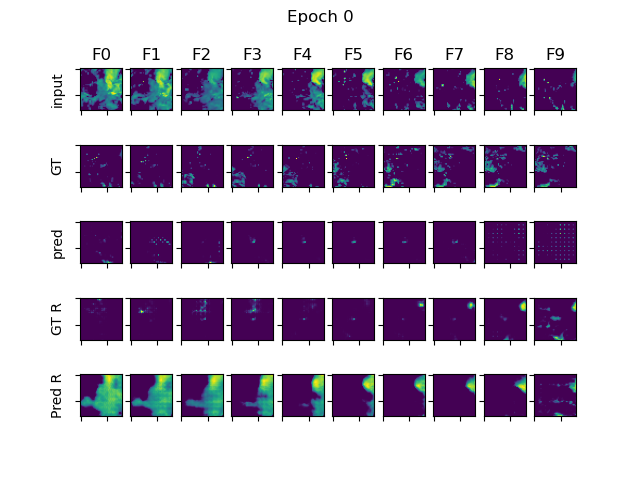 Epoch 0
F0 F1 F2 F3 F4 F5 F6 F7 F8 F9
input
GT
pred
GT R
Pred R